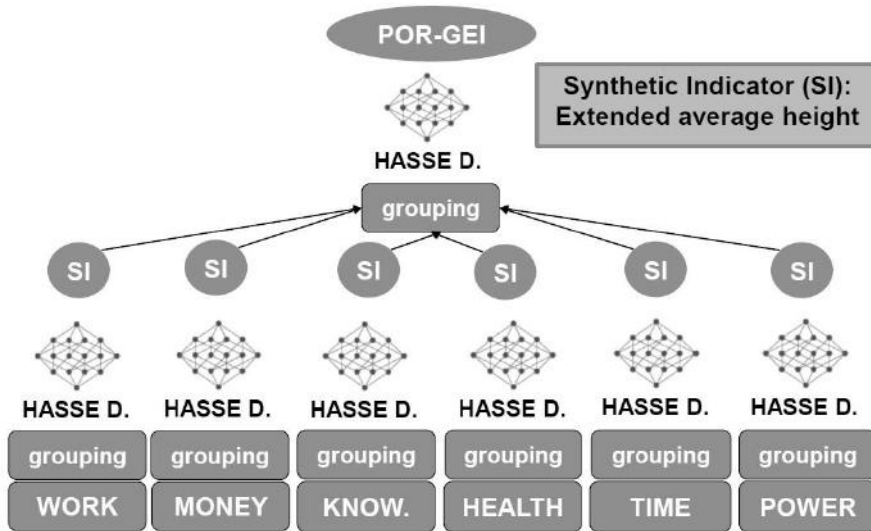 POR-GEI
Synthetic Indicator (SI):
Extended average height
HASSE D.
grouping
SI SI SI SI SI SI
HASSE D. HASSE D. HASSE D. HASSE D. HASSE D. HASSE D.
grouping grouping grouping grouping grouping grouping
WORK MONEY KNOW. HEALTH TIME POWER